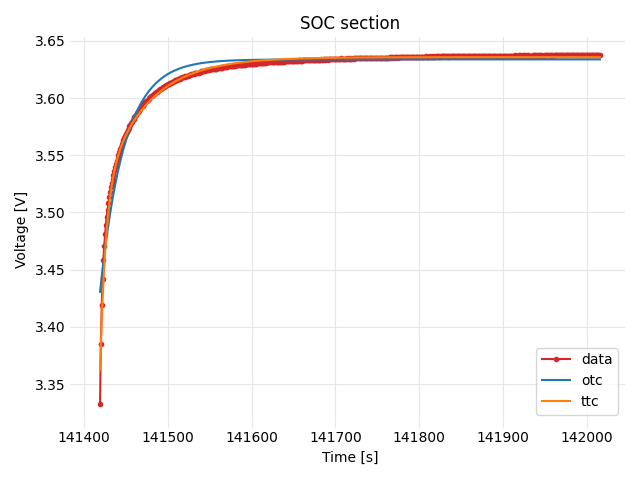 SOC section
3.65
3.60
3.55
3.50
3.45
3.40
3.35
Voltage [V]
141400 141500 141600 141700 141800 141900 142000
Time [s]
data
otc
ttc